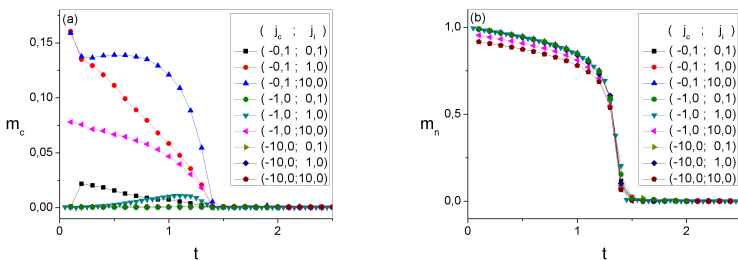 (a)
( j_c ; j_i )
(-0,1 ; 0,1)
(-0,1 ; 1,0)
(-0,1 ; 10,0)
(-1,0 ; 0,1)
(-1,0 ; 1,0)
(-1,0 ; 10,0)
(-10,0 ; 0,1)
(-10,0 ; 1,0)
(-10,0;10,0)
0,15
0,10
0,05
0,00
m_c
0 1 2
t
(b)
( j_c ; j_i )
(-0,1 ; 0,1)
(-0,1 ; 1,0)
(-0,1 ; 10,0)
(-1,0 ; 0,1)
(-1,0 ; 1,0)
(-1,0 ; 10,0)
(-10,0 ; 0,1)
(-10,0 ; 1,0)
(-10,0;10,0)
1,0
0,5
0,0
m_n
0 1 2
t